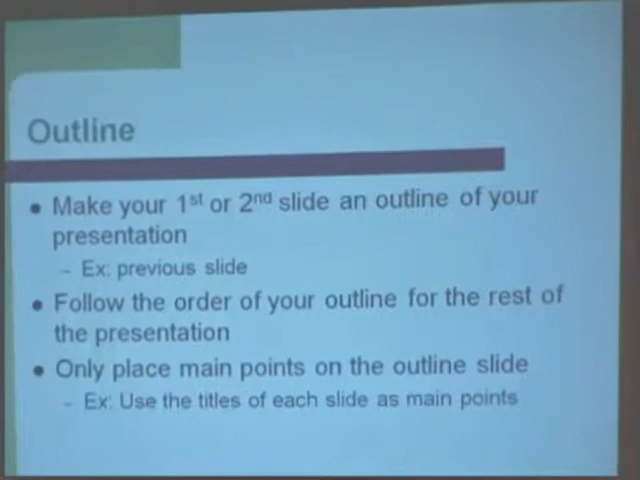 Outline
• Make your 1st or 2nd slide an outline of your
presentation
– Ex: previous slide
• Follow the order of your outline for the rest of
the presentation
• Only place main points on the outline slide
– Ex: Use the titles of each slide as main points